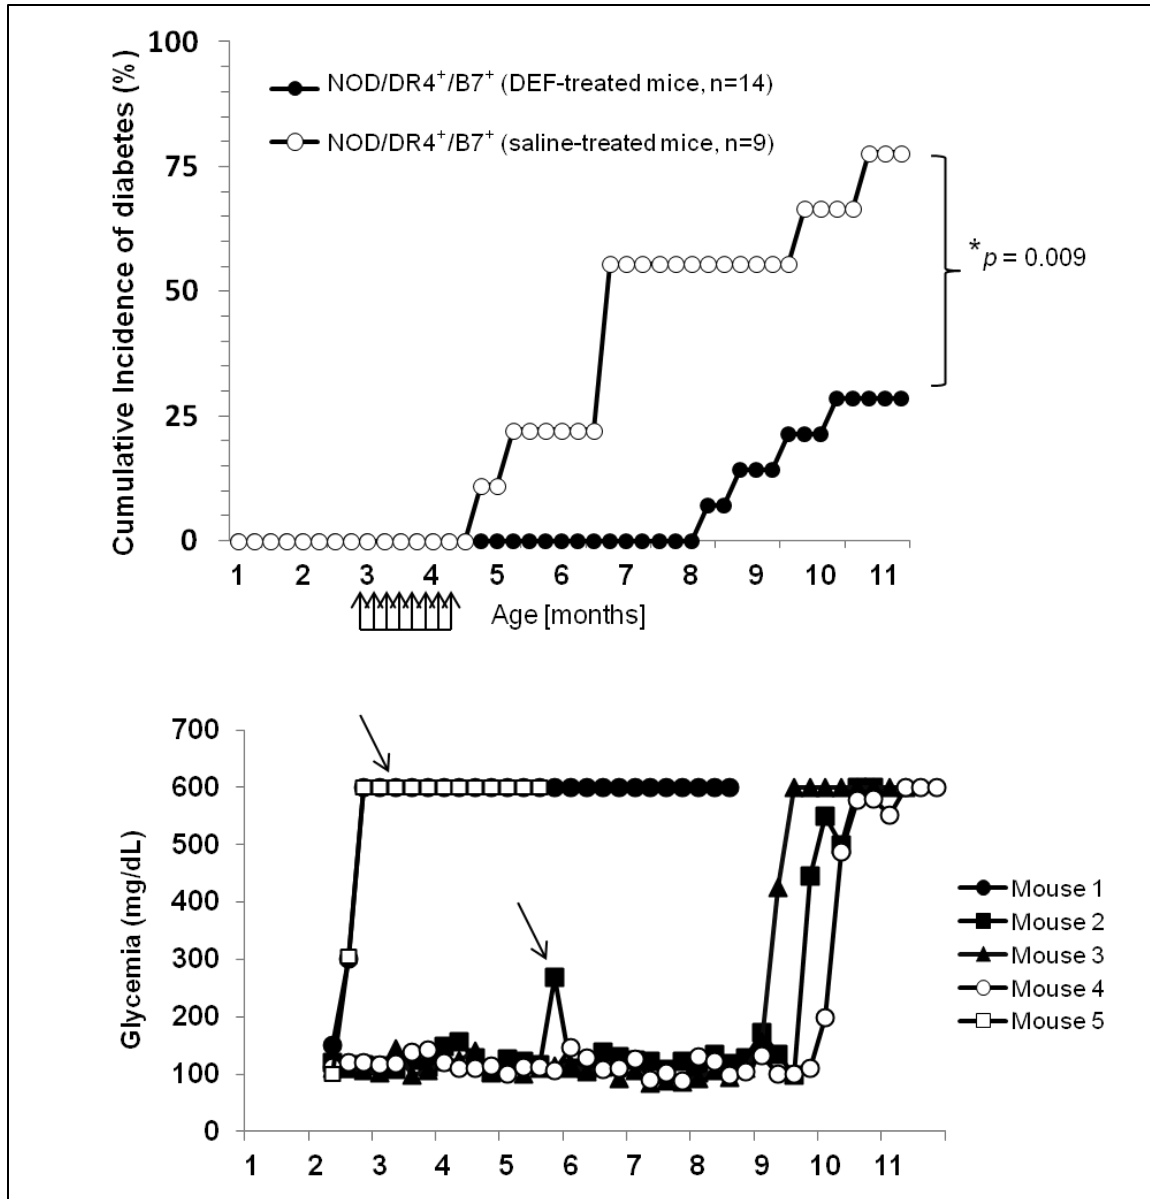 100
75
50
25
0
Cumulative Incidence of diabetes (%)
NOD/DR4⁺/B7⁺ (DEF-treated mice, n=14)
NOD/DR4⁺/B7⁺ (saline-treated mice, n=9)
*p = 0.009
1 2 3 4 5 6 7 8 9 10 11
Age [months]
700
600
500
400
300
200
100
0
Glycemia (mg/dL)
Mouse 1
Mouse 2
Mouse 3
Mouse 4
Mouse 5
1 2 3 4 5 6 7 8 9 10 11